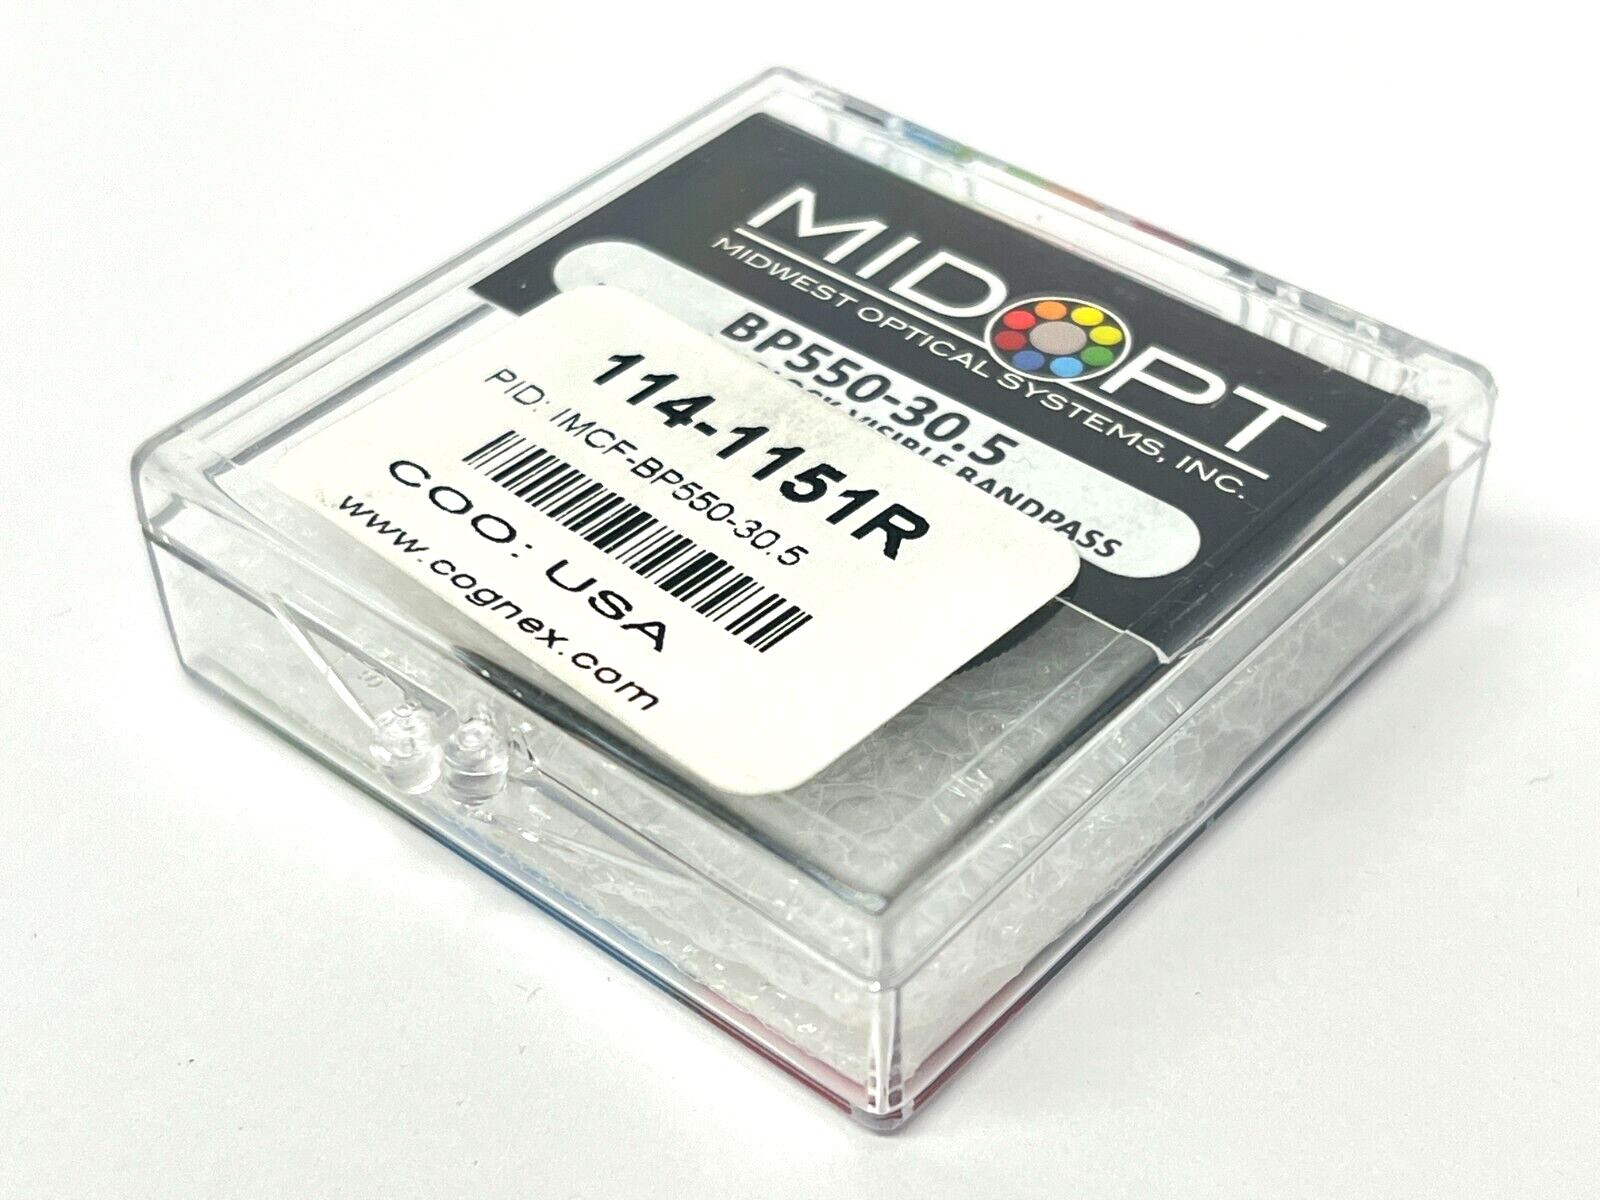 MIDOPT
MIDWEST OPTICAL SYSTEMS, INC.
BP550-30.5
VISIBLE BANDPASS
114-1151R
PID: IMCF-BP550-30.5
COO: USA
www.cognex.com